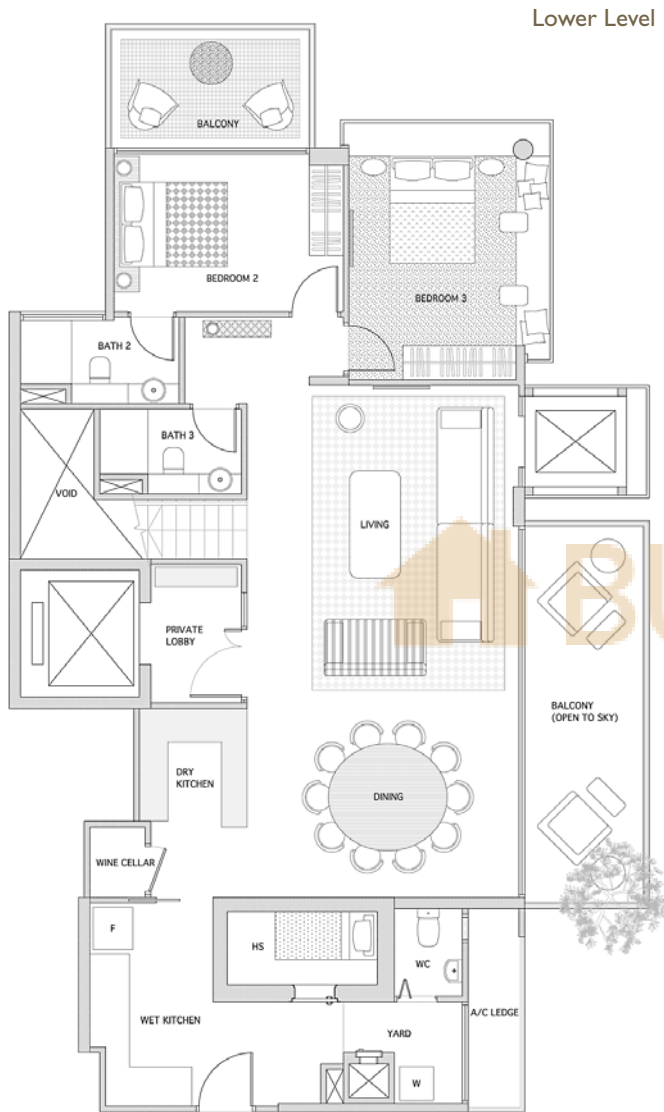 Lower Level
BALCONY
BEDROOM 2
BEDROOM 3
BATH 2
BATH 3
VOID
LIVING
PRIVATE
LOBBY
BU
BALCONY
(OPEN TO SKY)
DRY
KITCHEN
DINING
WINE CELLAR
F
HS
WC
WET KITCHEN
YARD
A/C LEDGE
W